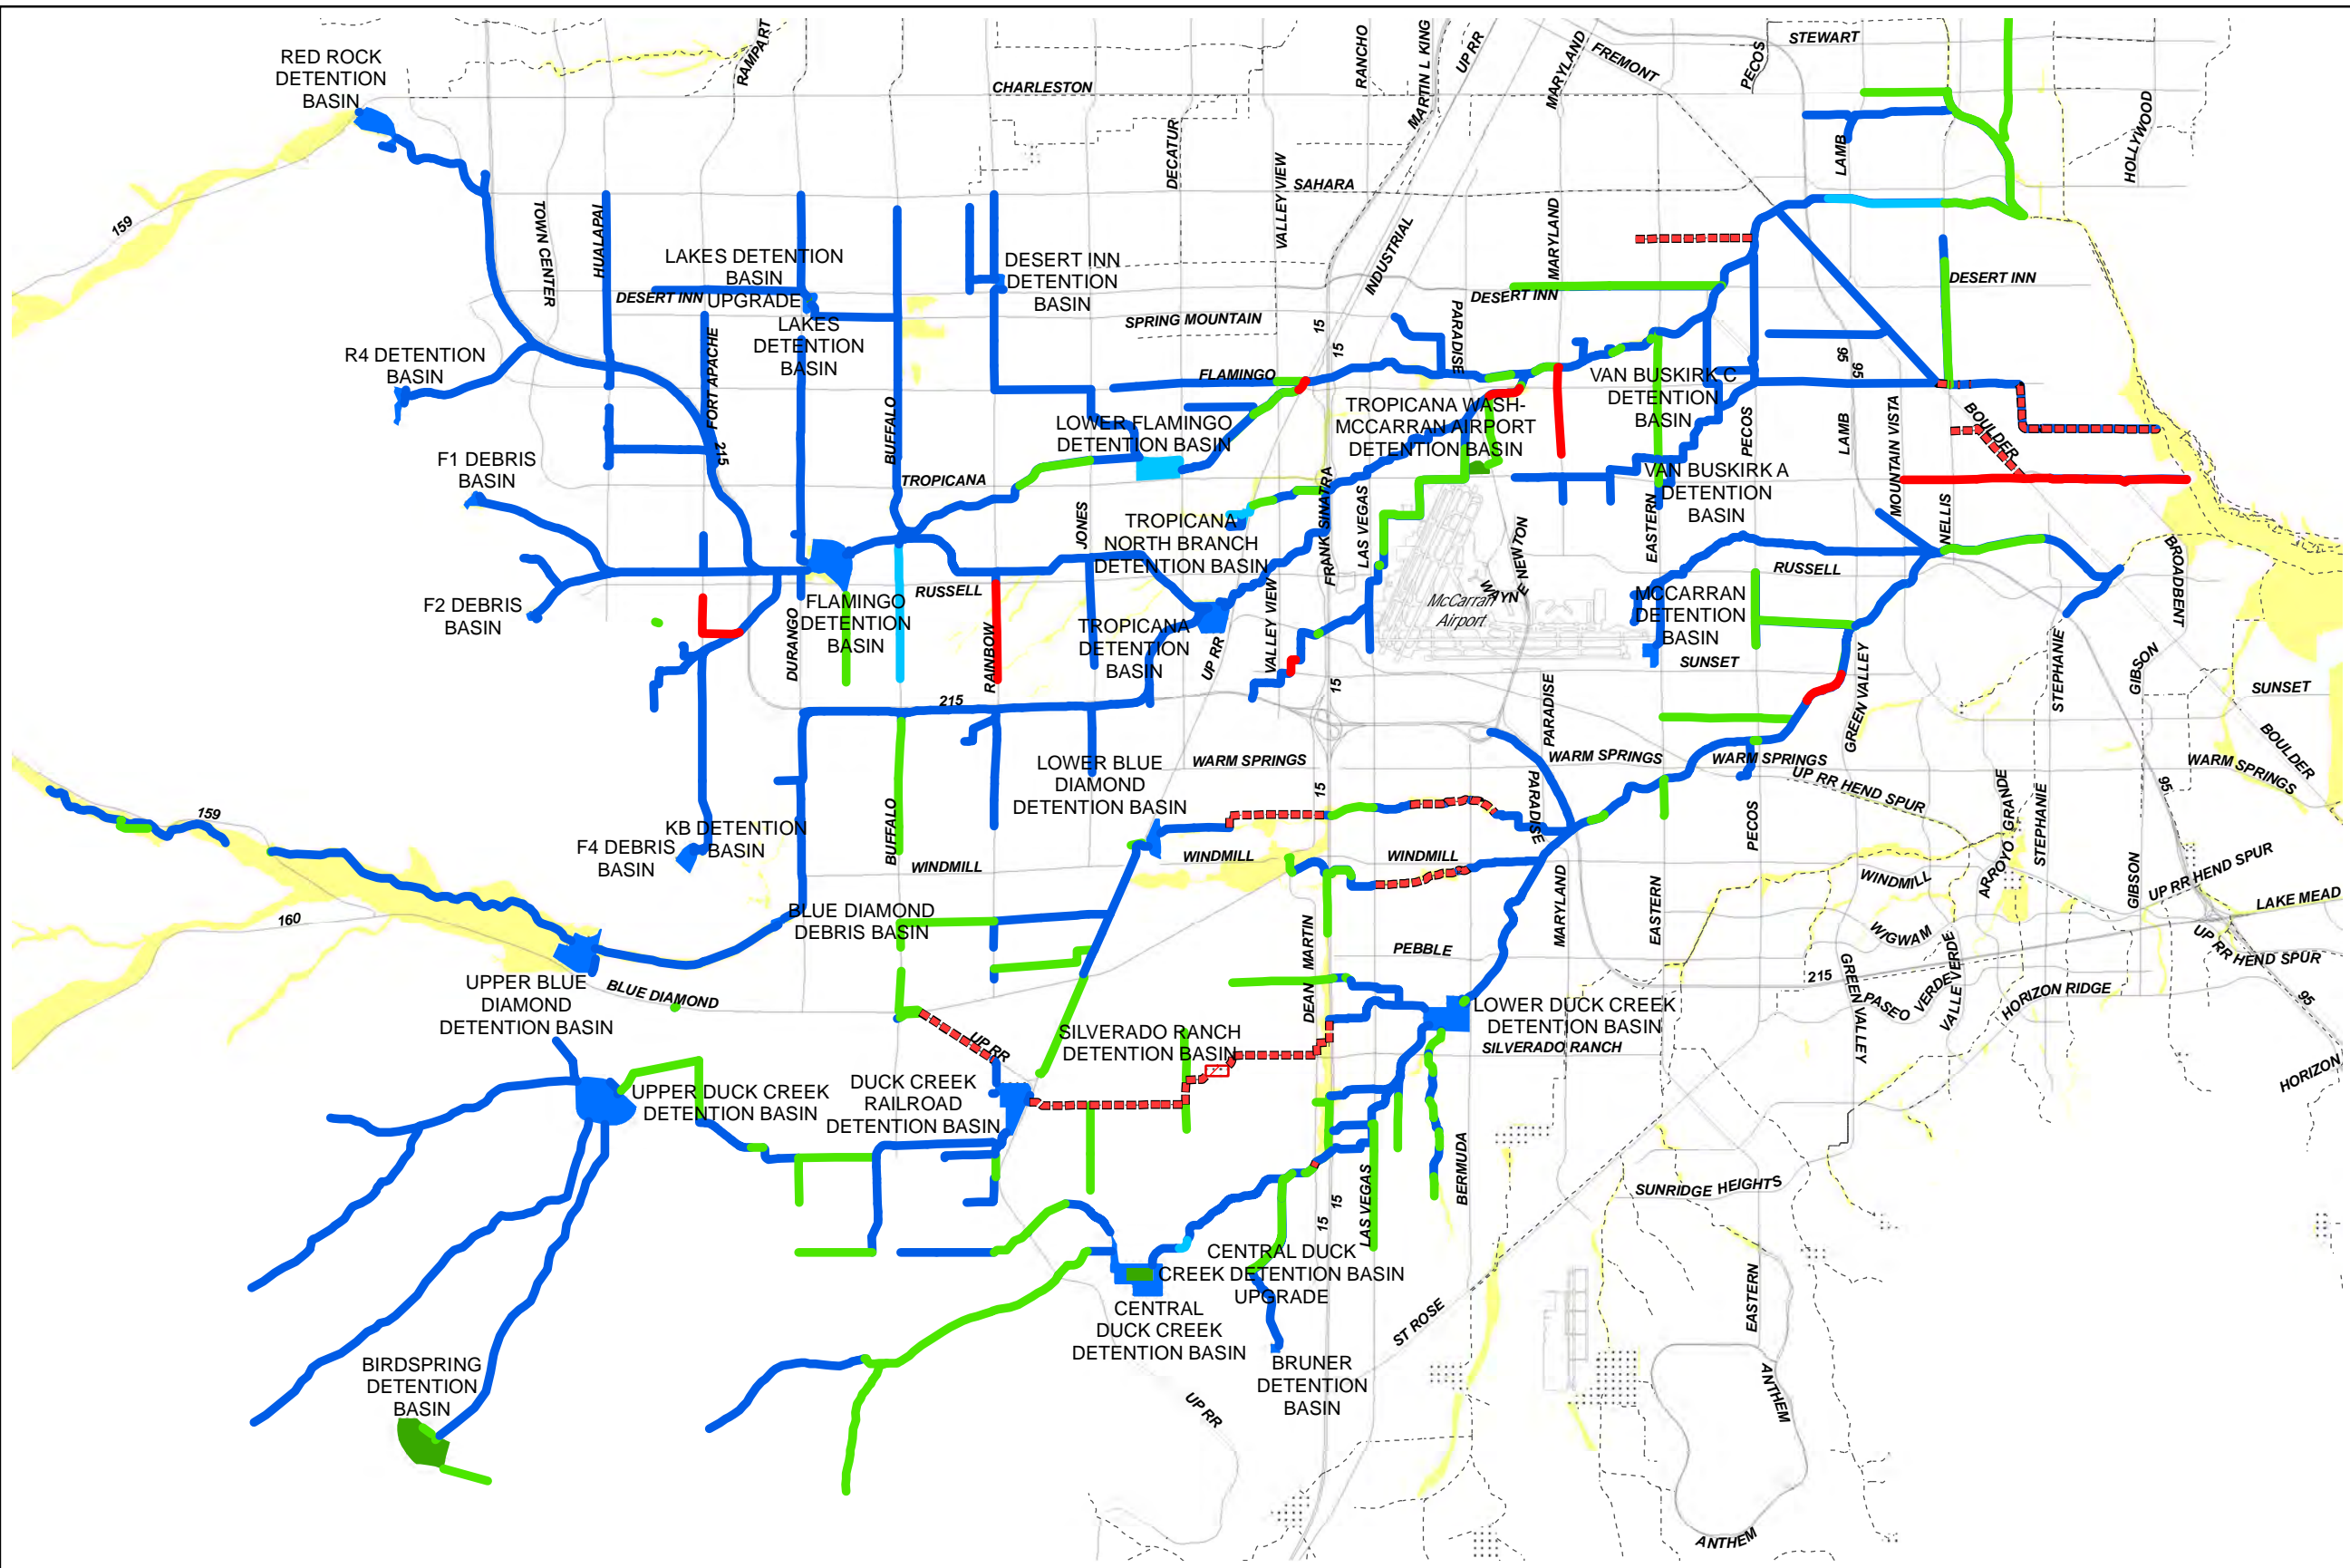 RAMPART
RANCHO
MARTIN L KING
UP RR
MARYLAND
FREMONT
PECOS
STEWART
RED ROCK
DETENTION
BASIN
CHARLESTON
DECATUR
VALLEY VIEW
SAHARA
LAMB
HOLLYWOOD
159
TOWN CENTER
HUALAPAI
INDUSTRIAL
MARYLAND
LAKES DETENTION
BASIN
UPGRADE
DESERT INN
DESERT INN
DETENTION
BASIN
DESERT INN
DESERT INN
SPRING MOUNTAIN
15
15
PARADISE
LAKES
DETENTION
BASIN
FORT APACHE
R4 DETENTION
BASIN
FLAMINGO
95
95
VAN BUSKIRK C
DETENTION
BASIN
TROPICANA WASH-
MCCARRAN AIRPORT
DETENTION BASIN
LOWER FLAMINGO
DETENTION BASIN
BUFFALO
215
PECOS
LAMB
MOUNTAIN VISTA
BOULDER
F1 DEBRIS
BASIN
TROPICANA
VAN BUSKIRK A
DETENTION
BASIN
FRANK SINATRA
LAS VEGAS
EASTERN
NELLIS
JONES
TROPICANA
NORTH BRANCH
DETENTION BASIN
WAYNE NEWTON
BROADBENT
RUSSELL
RUSSELL
F2 DEBRIS
BASIN
DURANGO
FLAMINGO
DETENTION
BASIN
RAINBOW
TROPICANA
DETENTION
BASIN
UP RR
VALLEY VIEW
McCarran
Airport
MCCARRAN
DETENTION
BASIN
SUNSET
STEPHANIE
GIBSON
SUNSET
215
15
PARADISE
GREEN VALLEY
BOULDER
WARM SPRINGS
WARM SPRINGS
WARM SPRINGS
WARM SPRINGS
UP RR HEND SPUR
LOWER BLUE
DIAMOND
DETENTION BASIN
15
PARADISE
PECOS
ARROYO GRANDE
STEPHANIE
95
159
KB DETENTION
BASIN
F4 DEBRIS
BASIN
BUFFALO
WINDMILL
WINDMILL
WINDMILL
WINDMILL
GIBSON
UP RR HEND SPUR
LAKE MEAD
160
BLUE DIAMOND
DEBRIS BASIN
DEAN MARTIN
PEBBLE
MARYLAND
EASTERN
WIGWAM
VALLE VERDE
UP RR HEND SPUR
215
GREEN VALLEY
PASEO VERDE
HORIZON RIDGE
95
UPPER BLUE
DIAMOND
DETENTION BASIN
BLUE DIAMOND
LOWER DUCK CREEK
DETENTION BASIN
SILVERADO RANCH
UP RR
SILVERADO RANCH
DETENTION BASIN
HORIZON
UPPER DUCK CREEK
DETENTION BASIN
DUCK CREEK
RAILROAD
DETENTION BASIN
BERMUDA
LAS VEGAS
15
15
SUNRIDGE HEIGHTS
CENTRAL DUCK
CREEK DETENTION BASIN
UPGRADE
CENTRAL
DUCK CREEK
DETENTION BASIN
ST ROSE
EASTERN
BIRDSPRING
DETENTION
BASIN
BRUNER
DETENTION
BASIN
UP RR
ANTHEM
ANTHEM